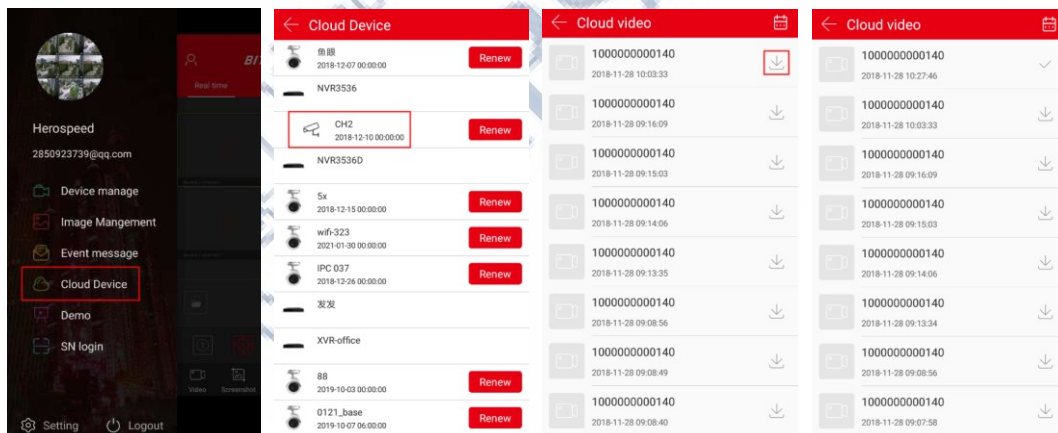 BIT
Real time
Herospeed
2850923739@qq.com
Device manage
Image Mangement
Event message
Cloud Device
Demo
SN login
Video
Screenshot
Setting
Logout
Cloud Device
鱼眼
2018-12-07 00:00:00
Renew
NVR3536
CH2
2018-12-10 00:00:00
Renew
NVR3536D
5x
2018-12-15 00:00:00
Renew
wifi-323
2021-01-30 00:00:00
Renew
IPC 037
2018-12-26 00:00:00
Renew
发发
XVR-office
88
2019-10-03 00:00:00
Renew
0121_base
2019-10-07 06:00:00
Renew
Cloud video
1000000000140
2018-11-28 10:03:33
1000000000140
2018-11-28 09:16:09
1000000000140
2018-11-28 09:15:03
1000000000140
2018-11-28 09:14:06
1000000000140
2018-11-28 09:13:35
1000000000140
2018-11-28 09:08:56
1000000000140
2018-11-28 09:08:49
1000000000140
2018-11-28 09:08:40
Cloud video
1000000000140
2018-11-28 10:27:46
1000000000140
2018-11-28 10:03:33
1000000000140
2018-11-28 09:16:09
1000000000140
2018-11-28 09:15:03
1000000000140
2018-11-28 09:14:06
1000000000140
2018-11-28 09:13:34
1000000000140
2018-11-28 09:08:56
1000000000140
2018-11-28 09:07:58